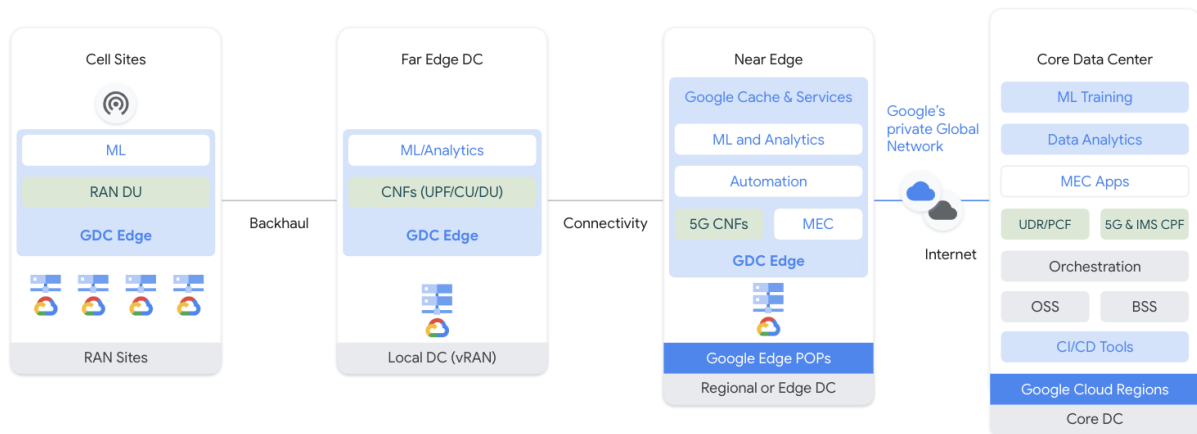 Cell Sites
ML
RAN DU
GDC Edge
RAN Sites
Backhaul
Far Edge DC
ML/Analytics
CNFs (UPF/CU/DU)
GDC Edge
Local DC (vRAN)
Connectivity
Near Edge
Google Cache & Services
ML and Analytics
Automation
5G CNFs
MEC
GDC Edge
Google Edge POPs
Regional or Edge DC
Google's
private Global
Network
Internet
Core Data Center
ML Training
Data Analytics
MEC Apps
UDR/PCF
5G & IMS CPF
Orchestration
OSS
BSS
CI/CD Tools
Google Cloud Regions
Core DC